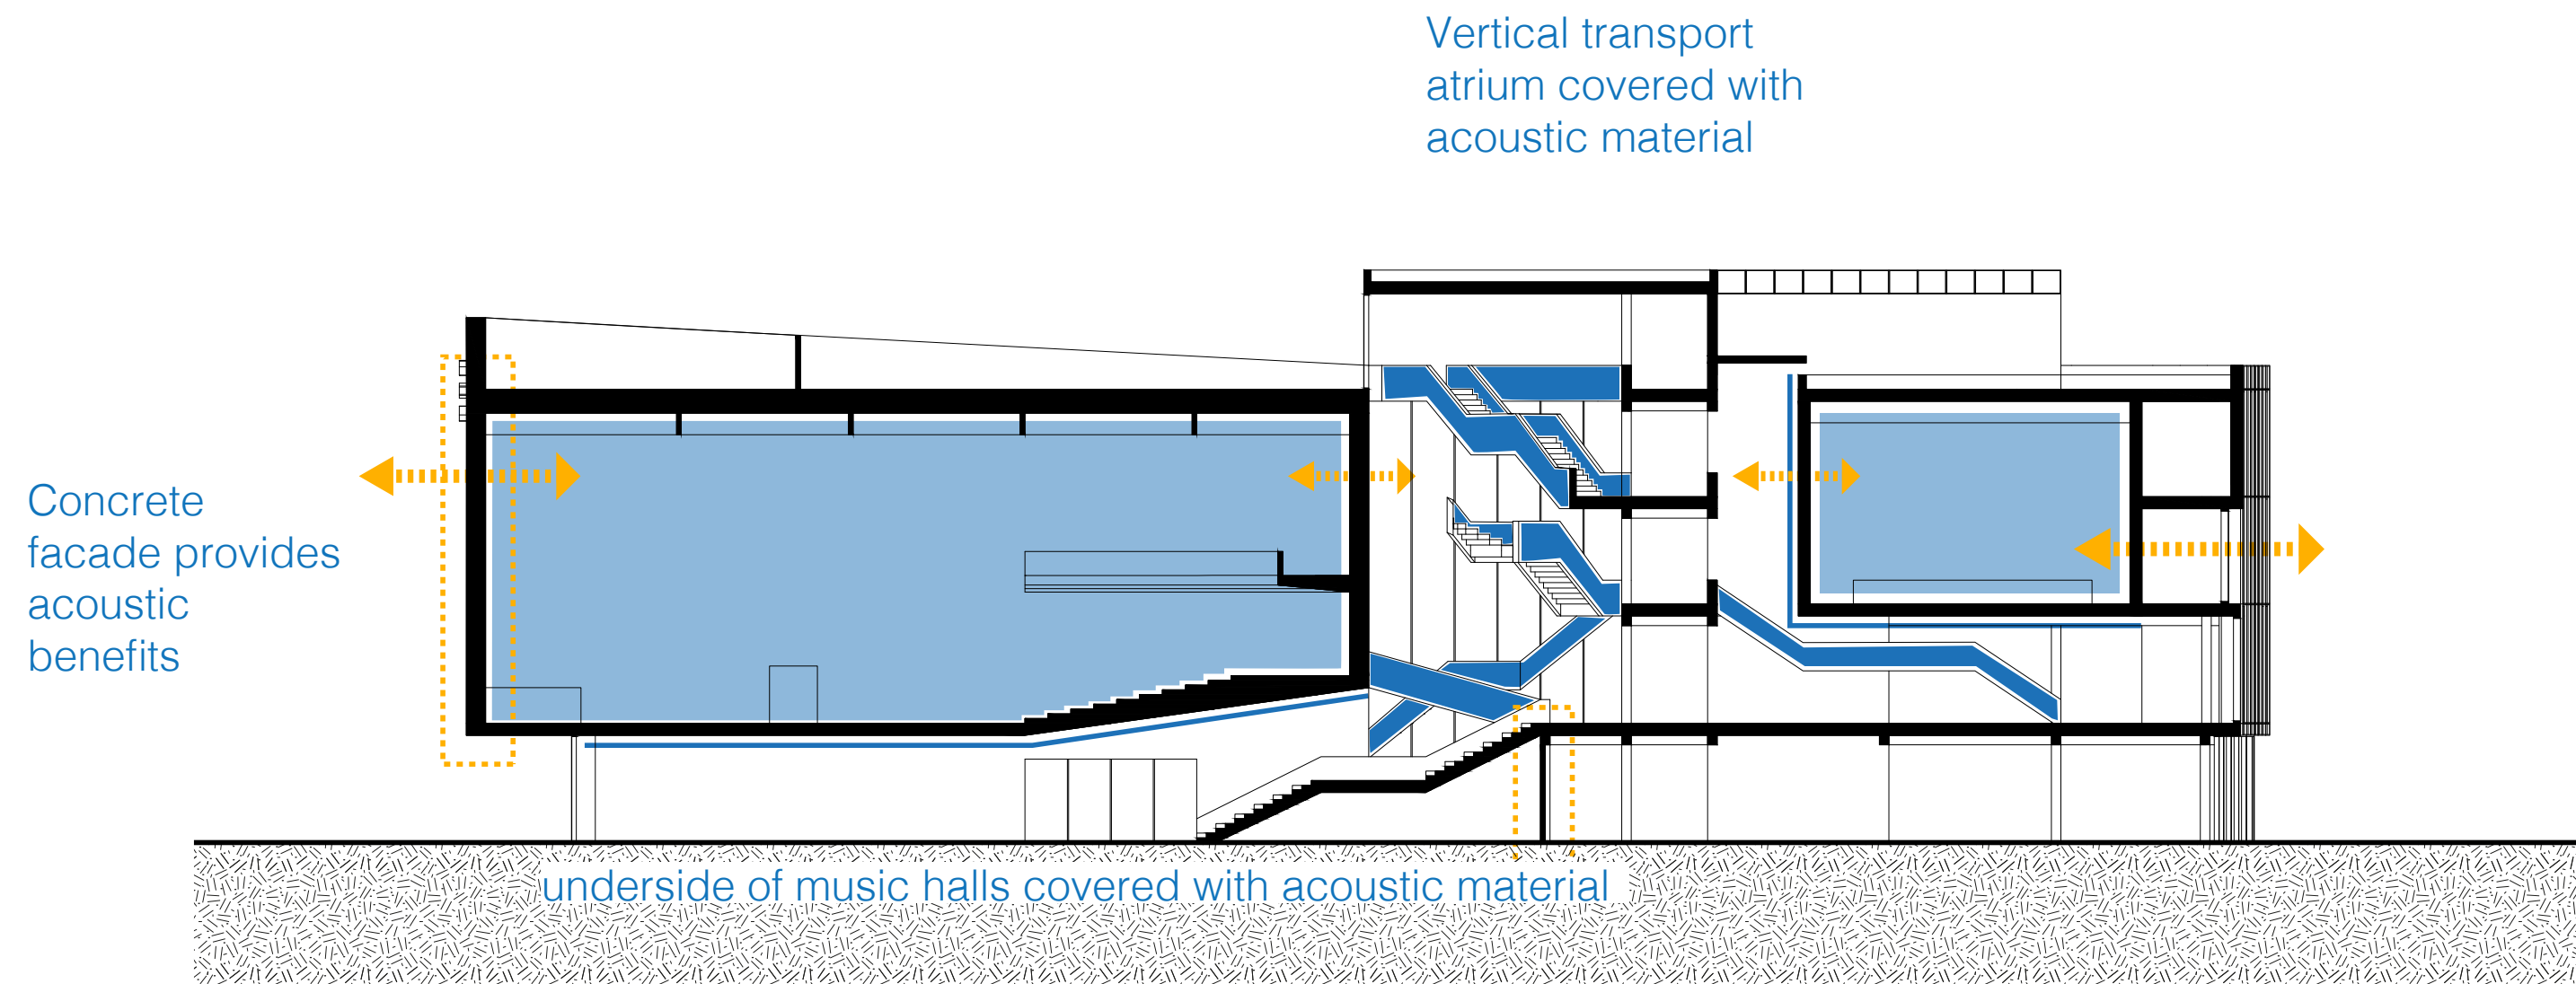 Vertical transport
atrium covered with
acoustic material
Concrete
facade provides
acoustic
benefits
underside of music halls covered with acoustic material